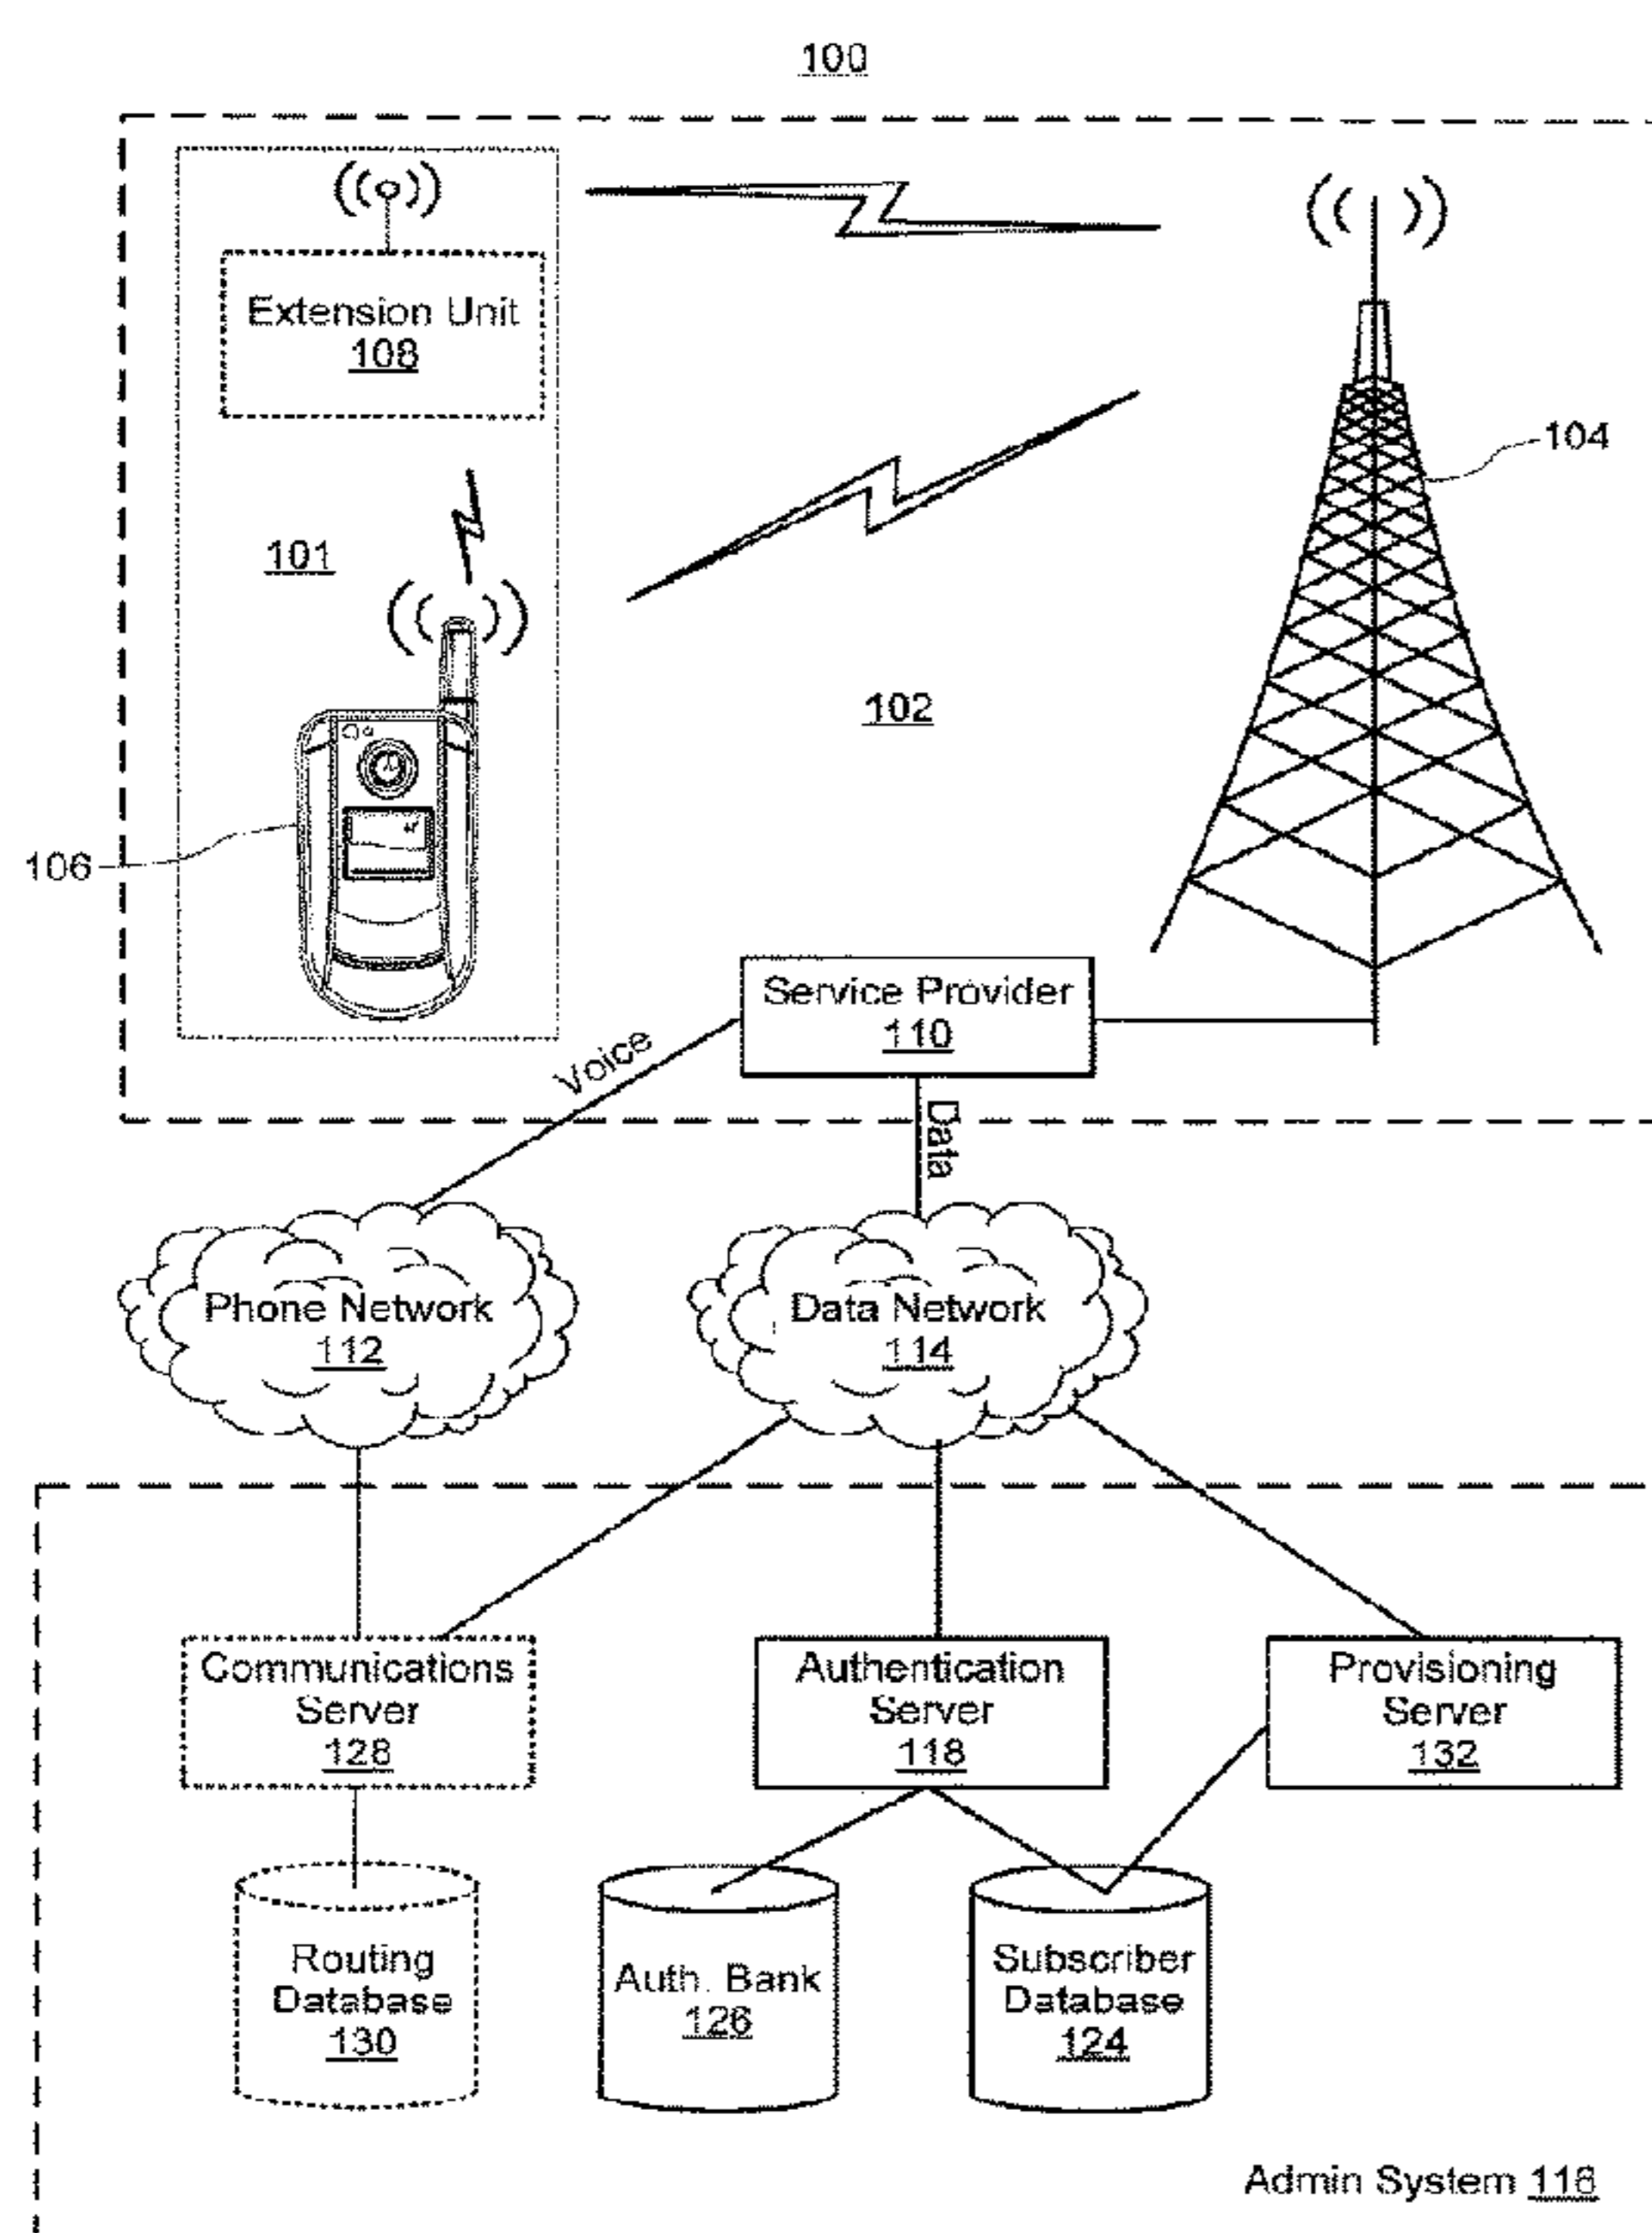 100
Extension Unit
108
104
101
102
106
Service Provider
110
Voice
Data
Phone Network
112
Data Network
114
Communications
Server
128
Authentication
Server
118
Provisioning
Server
132
Routing
Database
130
Auth. Bank
126
Subscriber
Database
124
Admin System 116